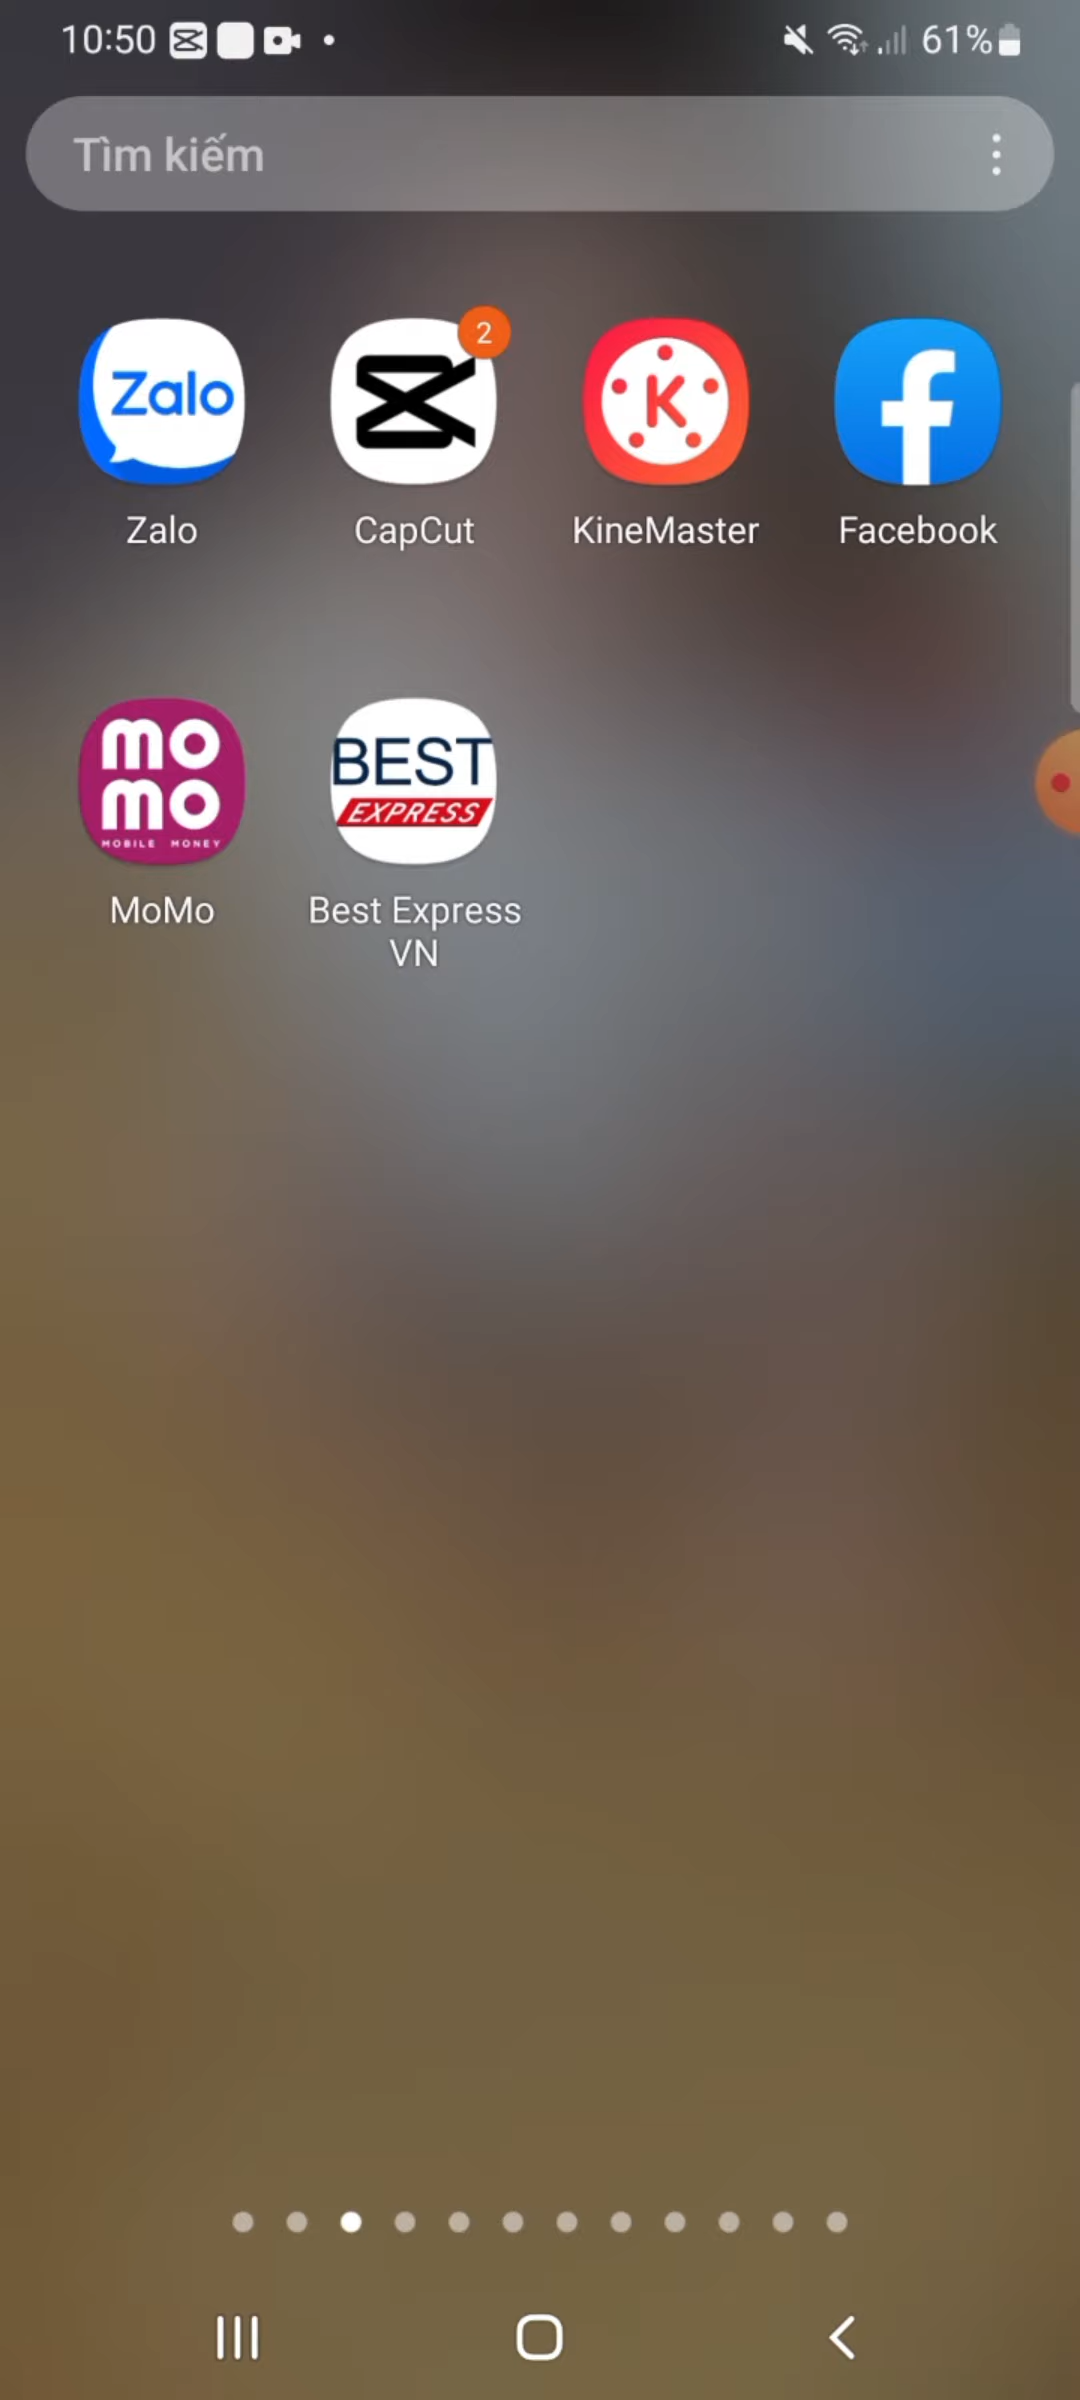 10:50
61%
Tìm kiếm
Zalo
2
K
Zalo
CapCut
KineMaster
Facebook
mo
mo
MOBILE MONEY
BEST
EXPRESS
MoMo
Best Express
VN